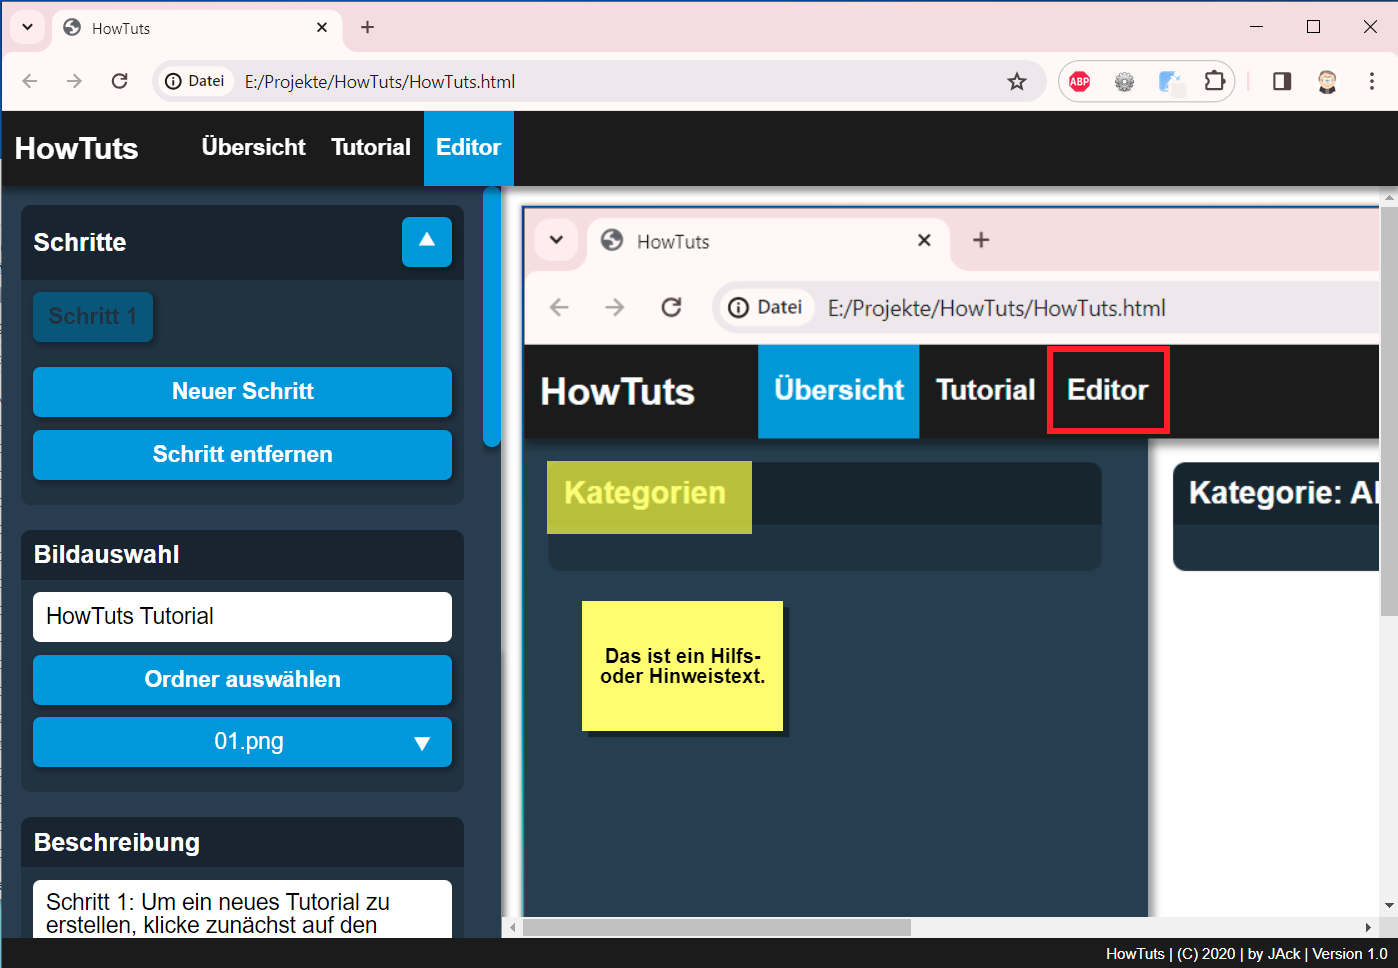 HowTuts
Datei
E:/Projekte/HowTuts/HowTuts.html
ABP
HowTuts
Übersicht
Tutorial
Editor
Schritte
Schritt 1
Neuer Schritt
Schritt entfernen
Bildauswahl
HowTuts Tutorial
Ordner auswählen
01.png
Beschreibung
Schritt 1: Um ein neues Tutorial zu
erstellen, klicke zunächst auf den
HowTuts
Datei
E:/Projekte/HowTuts/HowTuts.html
HowTuts
Übersicht
Tutorial
Editor
Kategorien
Kategorie: Al
Das ist ein Hilfs-
oder Hinweistext.
HowTuts | (C) 2020 | by JAck | Version 1.0